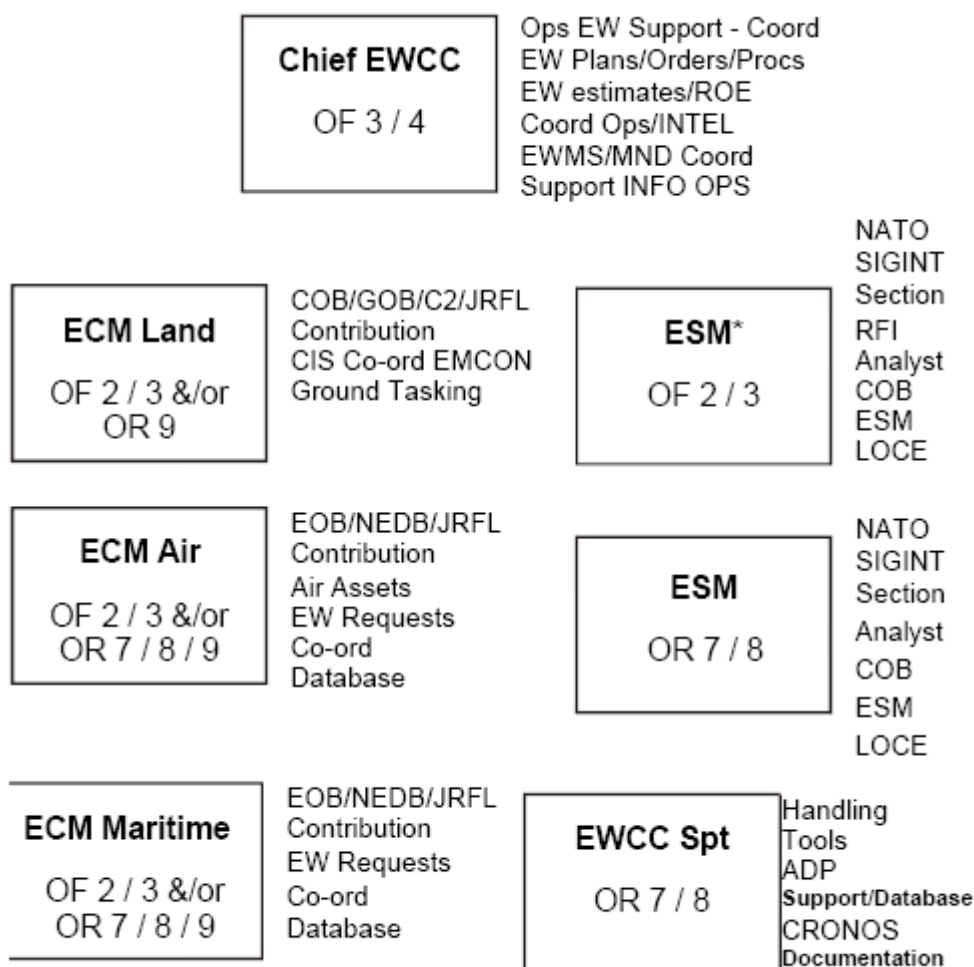 Chief EWCC
OF 3 / 4
Ops EW Support - Coord
EW Plans/Orders/Procs
EW estimates/ROE
Coord Ops/INTEL
EWMS/MND Coord
Support INFO OPS
ECM Land
OF 2 / 3 &/or
OR 9
COB/GOB/C2/JRFL
Contribution
CIS Co-ord EMCON
Ground Tasking
ESM*
OF 2 / 3
NATO
SIGINT
Section
RFI
Analyst
COB
ESM
LOCE
ECM Air
OF 2 / 3 &/or
OR 7 / 8 / 9
EOB/NEDB/JRFL
Contribution
Air Assets
EW Requests
Co-ord
Database
ESM
OR 7 / 8
NATO
SIGINT
Section
Analyst
COB
ESM
LOCE
ECM Maritime
OF 2 / 3 &/or
OR 7 / 8 / 9
EOB/NEDB/JRFL
Contribution
EW Requests
Co-ord
Database
EWCC Spt
OR 7 / 8
Handling
Tools
ADP
Support/Database
CRONOS
Documentation